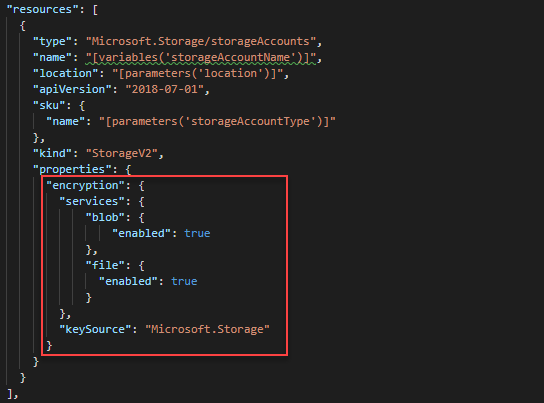 "resources": [
{
"type": "Microsoft.Storage/storageAccounts",
"name": "[variables('storageAccountName')]",
"location": "[parameters('location')]",
"apiVersion": "2018-07-01",
"sku": {
"name": "[parameters('storageAccountType')]"
},
"kind": "StorageV2",
"properties": {
"encryption": {
"services": {
"blob": {
"enabled": true
},
"file": {
"enabled": true
}
},
"keySource": "Microsoft.Storage"
}
}
}
],